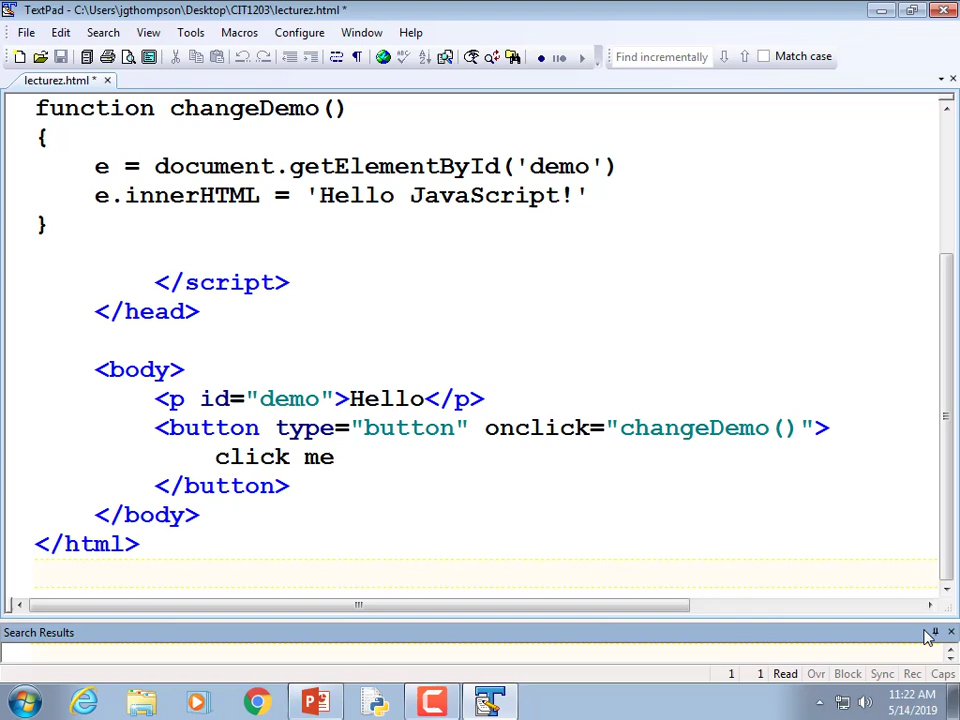 TextPad - C:\Users\jgthompson\Desktop\CIT1203\lecturez.html *
File Edit Search View Tools Macros Configure Window Help
Find incrementally Match case
lecturez.html *
function changeDemo()
{
    e = document.getElementById('demo')
    e.innerHTML = 'Hello JavaScript!'
}
        </script>
    </head>
    <body>
        <p id="demo">Hello</p>
        <button type="button" onclick="changeDemo()">
            click me
        </button>
    </body>
</html>
Search Results
1 1 Read Ovr Block Sync Rec Caps
11:22 AM
5/14/2019